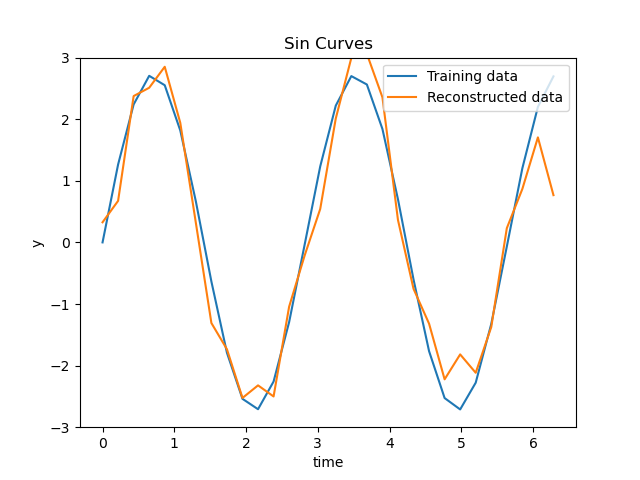 Sin Curves
Training data
Reconstructed data
3
2
1
0
−1
−2
−3
y
0 1 2 3 4 5 6
time